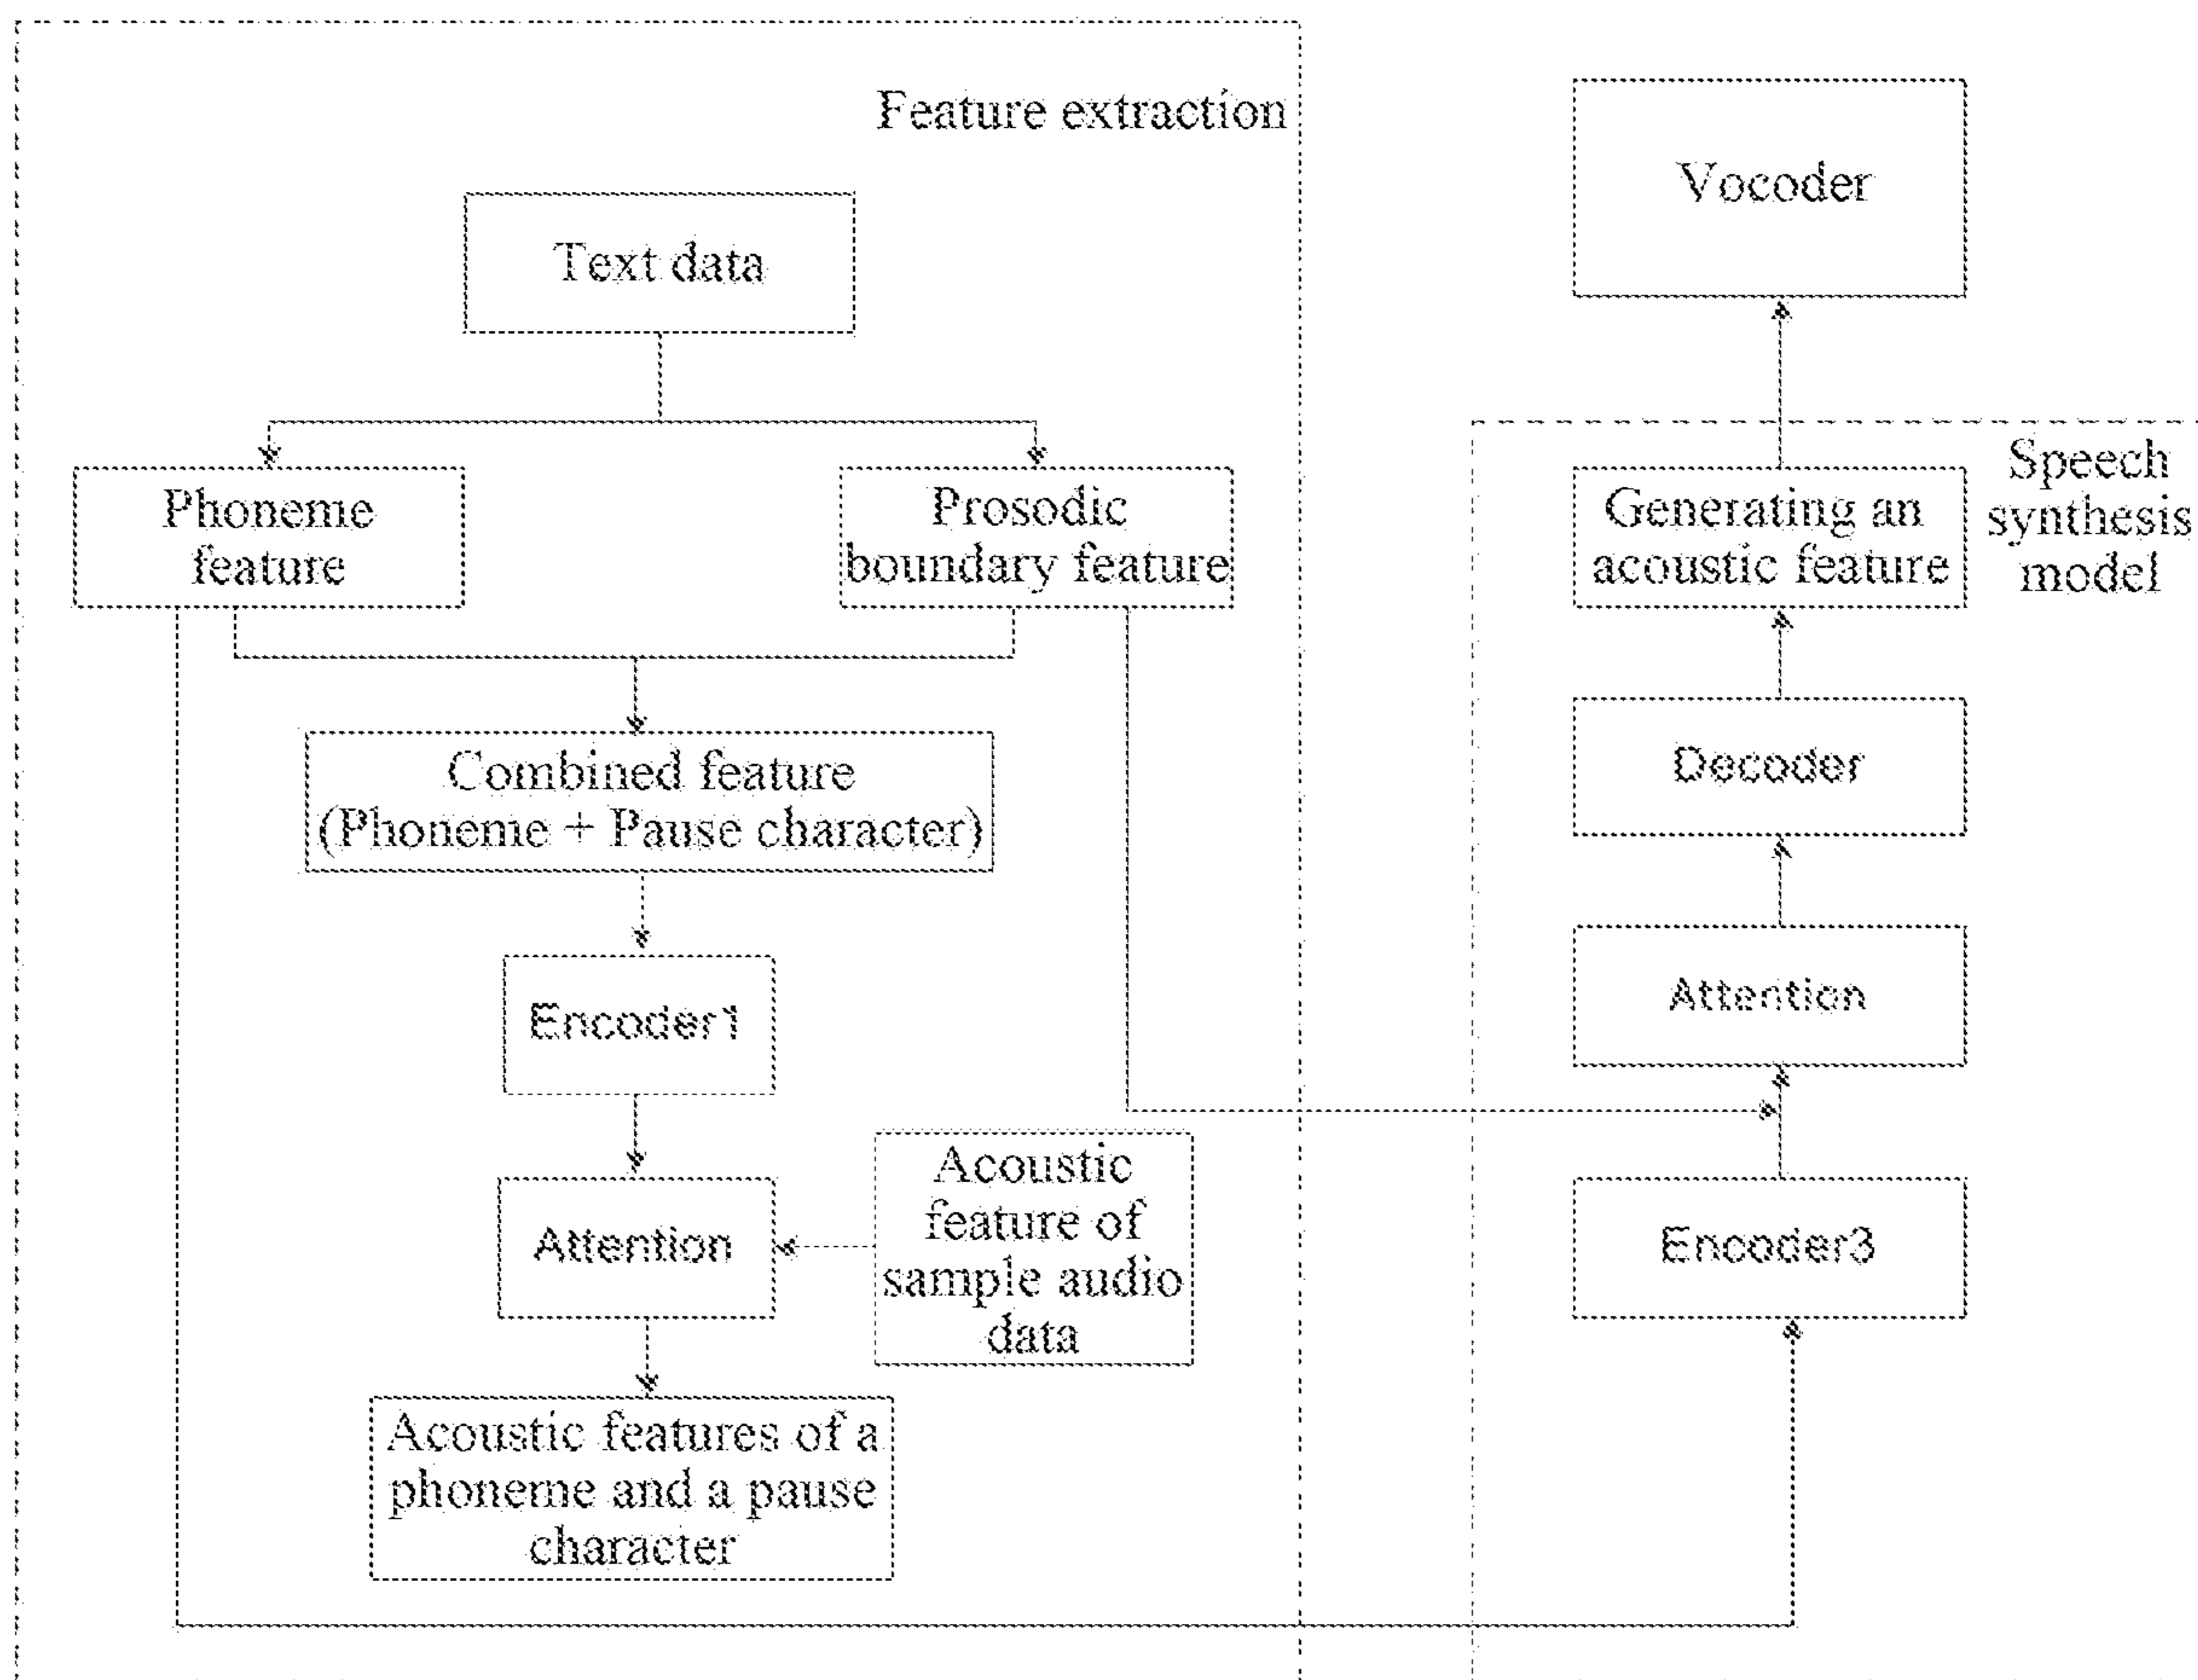 Feature extraction
Text data
Phoneme
feature
Prosodic
boundary feature
Combined feature
(Phoneme + Pause character)
Encoder1
Attention
Acoustic
feature of
sample audio
data
Acoustic features of a
phoneme and a pause
character
Vocoder
Speech
synthesis
model
Generating an
acoustic feature
Decoder
Attention
Encoder3